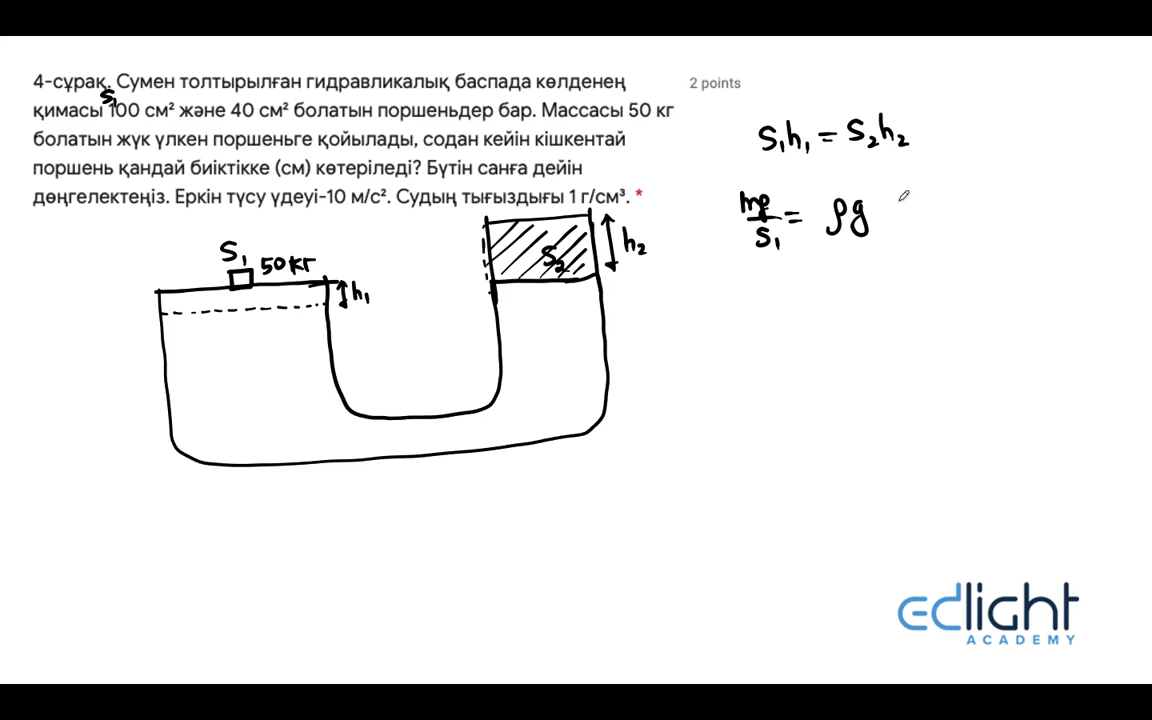 4-сұрақ. Сумен толтырылған гидравликалық баспада көлденең
2 points
S₁
қимасы 100 см² және 40 см² болатын поршеньдер бар. Массасы 50 кг
болатын жүк үлкен поршеньге қойылады, содан кейін кішкентай
поршень қандай биіктікке (см) көтеріледі? Бүтін санға дейін
дөңгелектеңіз. Еркін түсу үдеуі-10 м/с². Судың тығыздығы 1 г/см³. *
S₁h₁ = S₂h₂
mg/S₁ = ρg
S₁
50кг
h₁
S₂
h₂
edlight
ACADEMY